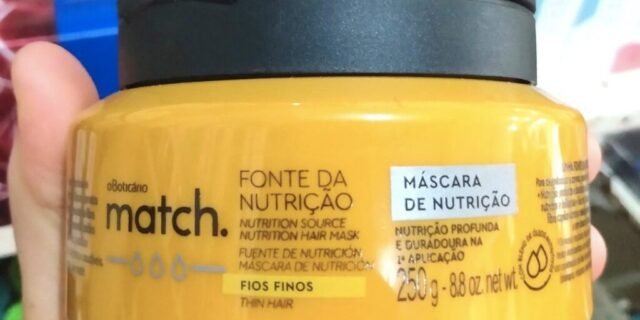 oBoticário
match.
FONTE DA
NUTRIÇÃO
NUTRITION SOURCE
NUTRITION HAIR MASK
FUENTE DE NUTRICIÓN
MÁSCARA DE NUTRICIÓN
FIOS FINOS
THIN HAIR
MÁSCARA
DE NUTRIÇÃO
NUTRIÇÃO PROFUNDA
E DURADOURA NA
1ª APLICAÇÃO
250 g - 8.8 oz. net wt.